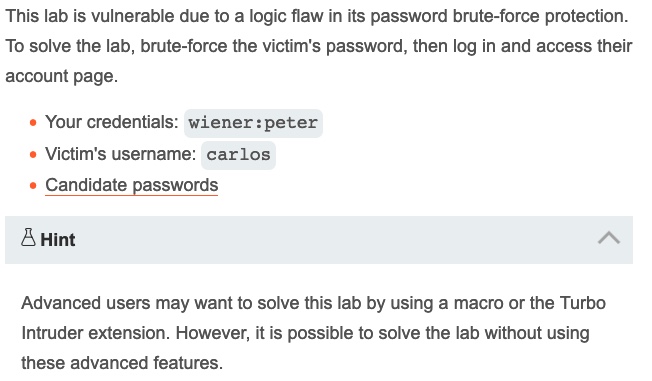 This lab is vulnerable due to a logic flaw in its password brute-force protection.
To solve the lab, brute-force the victim's password, then log in and access their
account page.
• Your credentials: wiener:peter
• Victim's username: carlos
• Candidate passwords
Hint
Advanced users may want to solve this lab by using a macro or the Turbo
Intruder extension. However, it is possible to solve the lab without using
these advanced features.